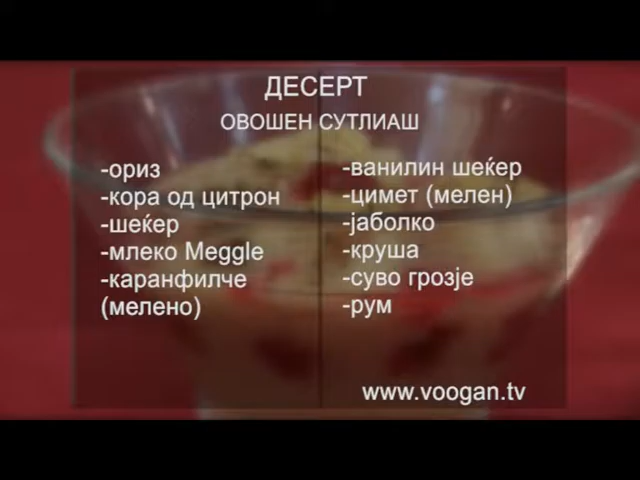 ДЕСЕРТ
ОВОШЕН СУТЛИАШ
-ориз
-кора од цитрон
-шеќер
-млеко Meggle
-каранфилче
(мелено)
-ванилин шеќер
-цимет (мелен)
-јаболко
-круша
-суво грозје
-рум
www.voogan.tv